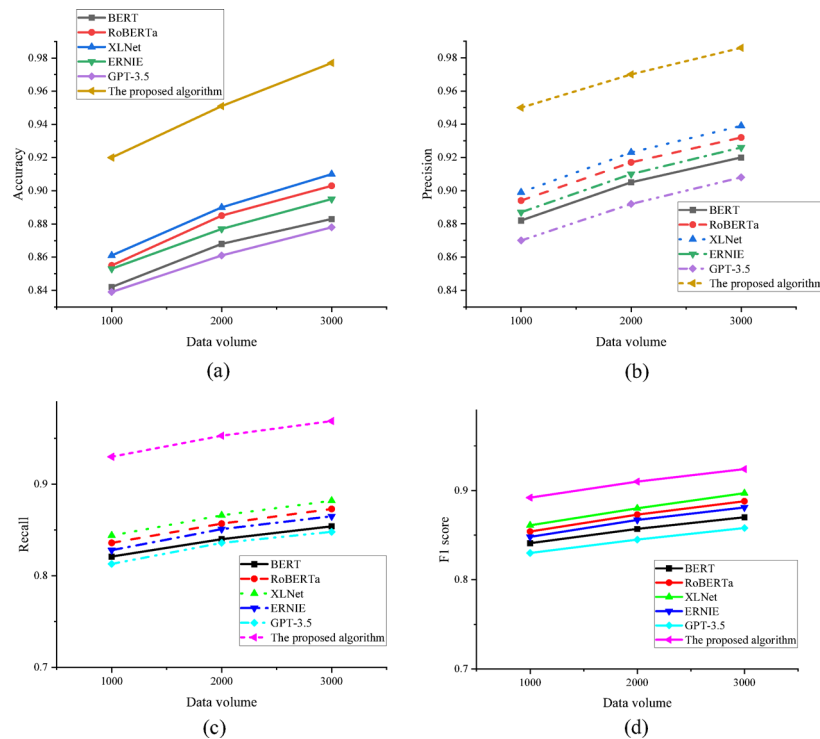 BERT
RoBERTa
XLNet
ERNIE
GPT-3.5
The proposed algorithm
0.98
0.96
0.94
0.92
0.90
0.88
0.86
0.84
Accuracy
1000 2000 3000
Data volume
(a)
0.98
0.96
0.94
0.92
0.90
0.88
0.86
0.84
Precision
BERT
RoBERTa
XLNet
ERNIE
GPT-3.5
The proposed algorithm
1000 2000 3000
Data volume
(b)
0.9
0.8
0.7
Recall
BERT
RoBERTa
XLNet
ERNIE
GPT-3.5
The proposed algorithm
1000 2000 3000
Data volume
(c)
0.9
0.8
0.7
F1 score
BERT
RoBERTa
XLNet
ERNIE
GPT-3.5
The proposed algorithm
1000 2000 3000
Data volume
(d)